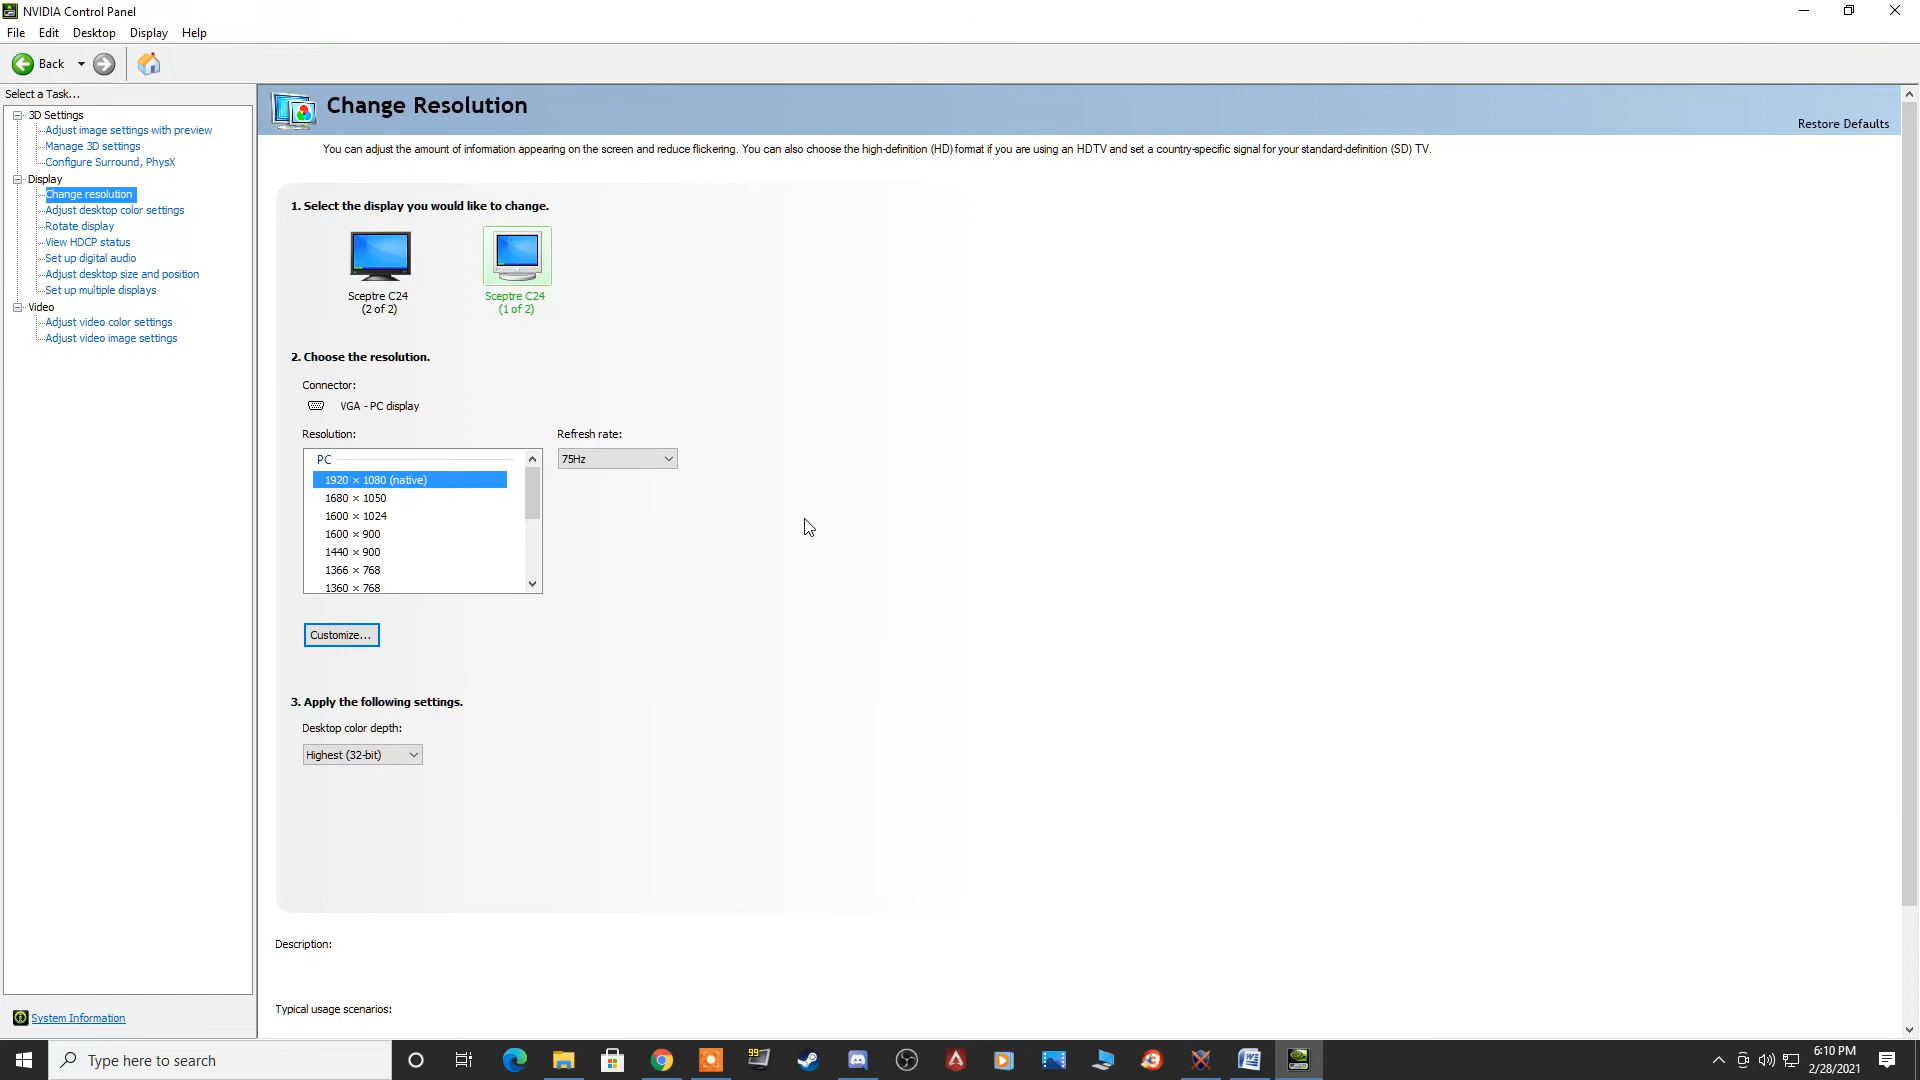 NVIDIA Control Panel
File Edit Desktop Display Help
Back
Select a Task...
3D Settings
Adjust image settings with preview
Manage 3D settings
Configure Surround, PhysX
Display
Change resolution
Adjust desktop color settings
Rotate display
View HDCP status
Set up digital audio
Adjust desktop size and position
Set up multiple displays
Video
Adjust video color settings
Adjust video image settings
System Information
Change Resolution
Restore Defaults
You can adjust the amount of information appearing on the screen and reduce flickering. You can also choose the high-definition (HD) format if you are using an HDTV and set a country-specific signal for your standard-definition (SD) TV.
1. Select the display you would like to change.
Sceptre C24 Sceptre C24
(2 of 2) (1 of 2)
2. Choose the resolution.
Connector:
VGA - PC display
Resolution: Refresh rate:
PC 75Hz
1920 × 1080 (native)
1680 × 1050
1600 × 1024
1600 × 900
1440 × 900
1366 × 768
1360 × 768
Customize...
3. Apply the following settings.
Desktop color depth:
Highest (32-bit)
Description:
Typical usage scenarios:
Type here to search
99
6:10 PM
2/28/2021